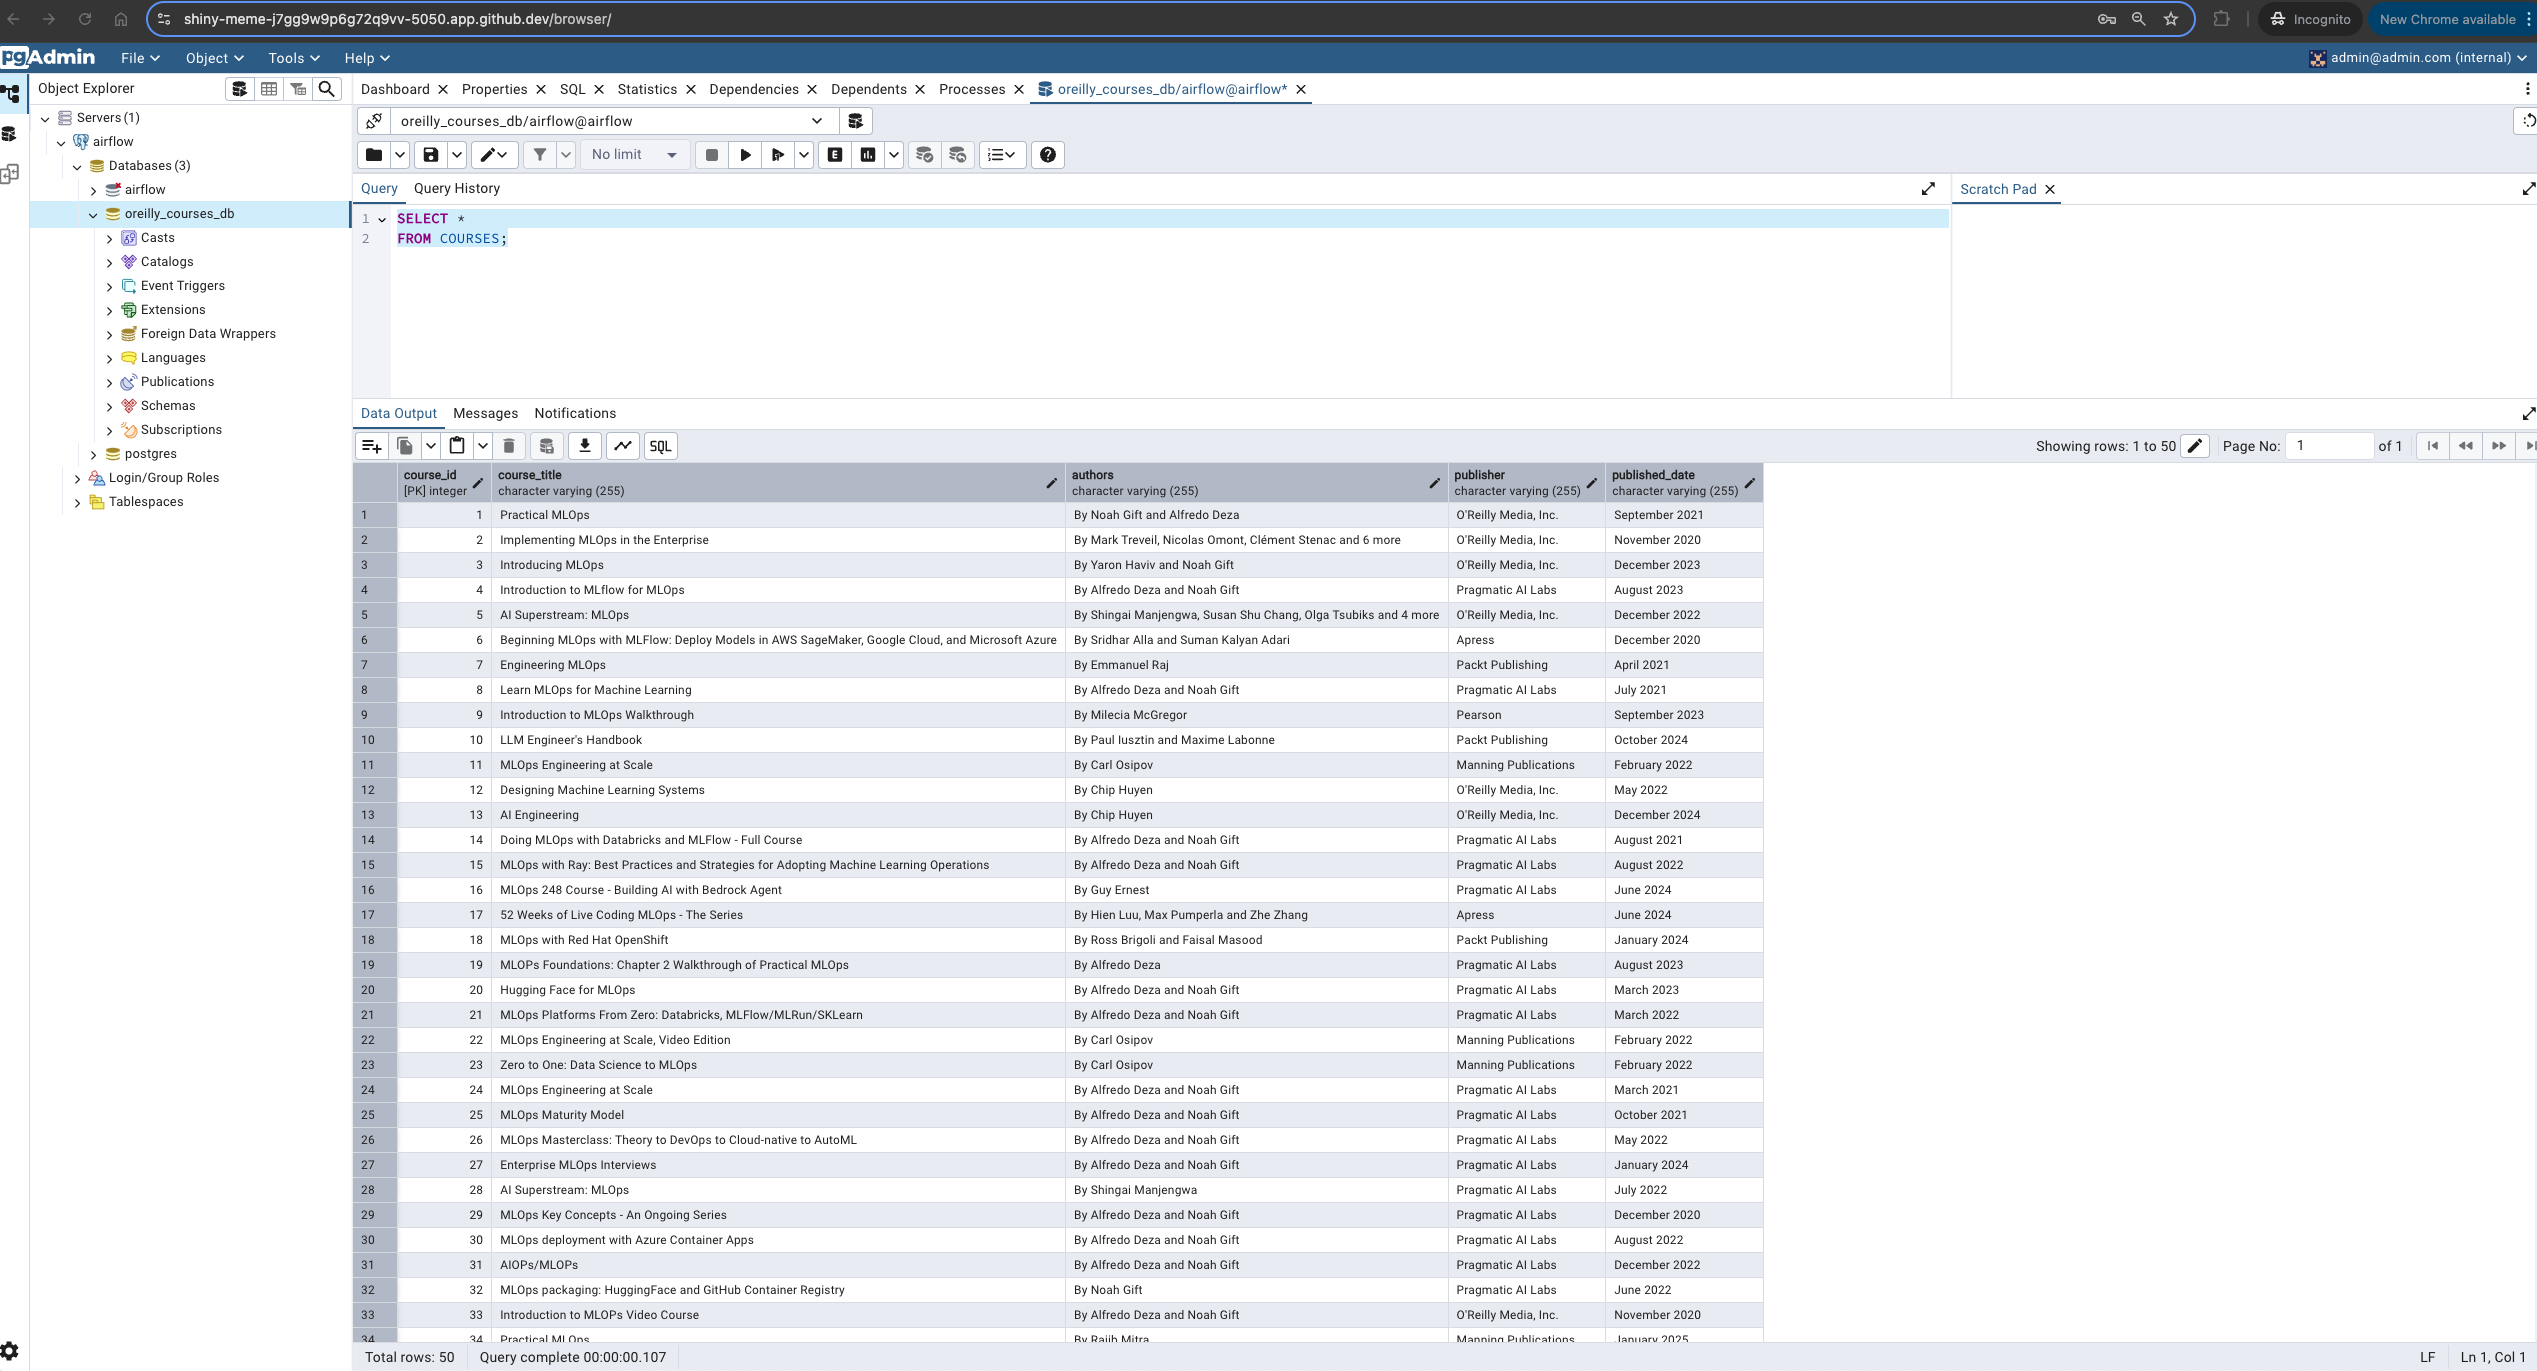 shiny-meme-j7gg9w9p6g72q9vv-5050.app.github.dev/browser/ Incognito New Chrome available
pgAdmin File Object Tools Help admin@admin.com (internal)
Object Explorer
Servers (1)
airflow
Databases (3)
airflow
oreilly_courses_db
Casts
Catalogs
Event Triggers
Extensions
Foreign Data Wrappers
Languages
Publications
Schemas
Subscriptions
postgres
Login/Group Roles
Tablespaces
Dashboard Properties SQL Statistics Dependencies Dependents Processes oreilly_courses_db/airflow@airflow*
oreilly_courses_db/airflow@airflow
No limit E
Query Query History Scratch Pad
1 SELECT *
2 FROM COURSES;
Data Output Messages Notifications
SQL Showing rows: 1 to 50 Page No: 1 of 1
course_id course_title authors publisher published_date
[PK] integer character varying (255) character varying (255) character varying (255) character varying (255)
1 1 Practical MLOps By Noah Gift and Alfredo Deza O'Reilly Media, Inc. September 2021
2 2 Implementing MLOps in the Enterprise By Mark Treveil, Nicolas Omont, Clément Stenac and 6 more O'Reilly Media, Inc. November 2020
3 3 Introducing MLOps By Yaron Haviv and Noah Gift O'Reilly Media, Inc. December 2023
4 4 Introduction to MLflow for MLOps By Alfredo Deza and Noah Gift Pragmatic AI Labs August 2023
5 5 AI Superstream: MLOps By Shingai Manjengwa, Susan Shu Chang, Olga Tsubiks and 4 more O'Reilly Media, Inc. December 2022
6 6 Beginning MLOps with MLFlow: Deploy Models in AWS SageMaker, Google Cloud, and Microsoft Azure By Sridhar Alla and Suman Kalyan Adari Apress December 2020
7 7 Engineering MLOps By Emmanuel Raj Packt Publishing April 2021
8 8 Learn MLOps for Machine Learning By Alfredo Deza and Noah Gift Pragmatic AI Labs July 2021
9 9 Introduction to MLOps Walkthrough By Milecia McGregor Pearson September 2023
10 10 LLM Engineer's Handbook By Paul Iusztin and Maxime Labonne Packt Publishing October 2024
11 11 MLOps Engineering at Scale By Carl Osipov Manning Publications February 2022
12 12 Designing Machine Learning Systems By Chip Huyen O'Reilly Media, Inc. May 2022
13 13 AI Engineering By Chip Huyen O'Reilly Media, Inc. December 2024
14 14 Doing MLOps with Databricks and MLFlow - Full Course By Alfredo Deza and Noah Gift Pragmatic AI Labs August 2021
15 15 MLOps with Ray: Best Practices and Strategies for Adopting Machine Learning Operations By Alfredo Deza and Noah Gift Pragmatic AI Labs August 2022
16 16 MLOps 248 Course - Building AI with Bedrock Agent By Guy Ernest Pragmatic AI Labs June 2024
17 17 52 Weeks of Live Coding MLOps - The Series By Hien Luu, Max Pumperla and Zhe Zhang Apress June 2024
18 18 MLOps with Red Hat OpenShift By Ross Brigoli and Faisal Masood Packt Publishing January 2024
19 19 MLOPs Foundations: Chapter 2 Walkthrough of Practical MLOps By Alfredo Deza Pragmatic AI Labs August 2023
20 20 Hugging Face for MLOps By Alfredo Deza and Noah Gift Pragmatic AI Labs March 2023
21 21 MLOps Platforms From Zero: Databricks, MLFlow/MLRun/SKLearn By Alfredo Deza and Noah Gift Pragmatic AI Labs March 2022
22 22 MLOps Engineering at Scale, Video Edition By Carl Osipov Manning Publications February 2022
23 23 Zero to One: Data Science to MLOps By Carl Osipov Manning Publications February 2022
24 24 MLOps Engineering at Scale By Alfredo Deza and Noah Gift Pragmatic AI Labs March 2021
25 25 MLOps Maturity Model By Alfredo Deza and Noah Gift Pragmatic AI Labs October 2021
26 26 MLOps Masterclass: Theory to DevOps to Cloud-native to AutoML By Alfredo Deza and Noah Gift Pragmatic AI Labs May 2022
27 27 Enterprise MLOps Interviews By Alfredo Deza and Noah Gift Pragmatic AI Labs January 2024
28 28 AI Superstream: MLOps By Shingai Manjengwa Pragmatic AI Labs July 2022
29 29 MLOps Key Concepts - An Ongoing Series By Alfredo Deza and Noah Gift Pragmatic AI Labs December 2020
30 30 MLOps deployment with Azure Container Apps By Alfredo Deza and Noah Gift Pragmatic AI Labs August 2022
31 31 AIOPs/MLOPs By Alfredo Deza and Noah Gift Pragmatic AI Labs December 2022
32 32 MLOps packaging: HuggingFace and GitHub Container Registry By Noah Gift Pragmatic AI Labs June 2022
33 33 Introduction to MLOPs Video Course By Alfredo Deza and Noah Gift O'Reilly Media, Inc. November 2020
34 34 Practical MLOps By Rajib Mitra Manning Publications January 2025
Total rows: 50 Query complete 00:00:00.107 LF Ln 1, Col 1